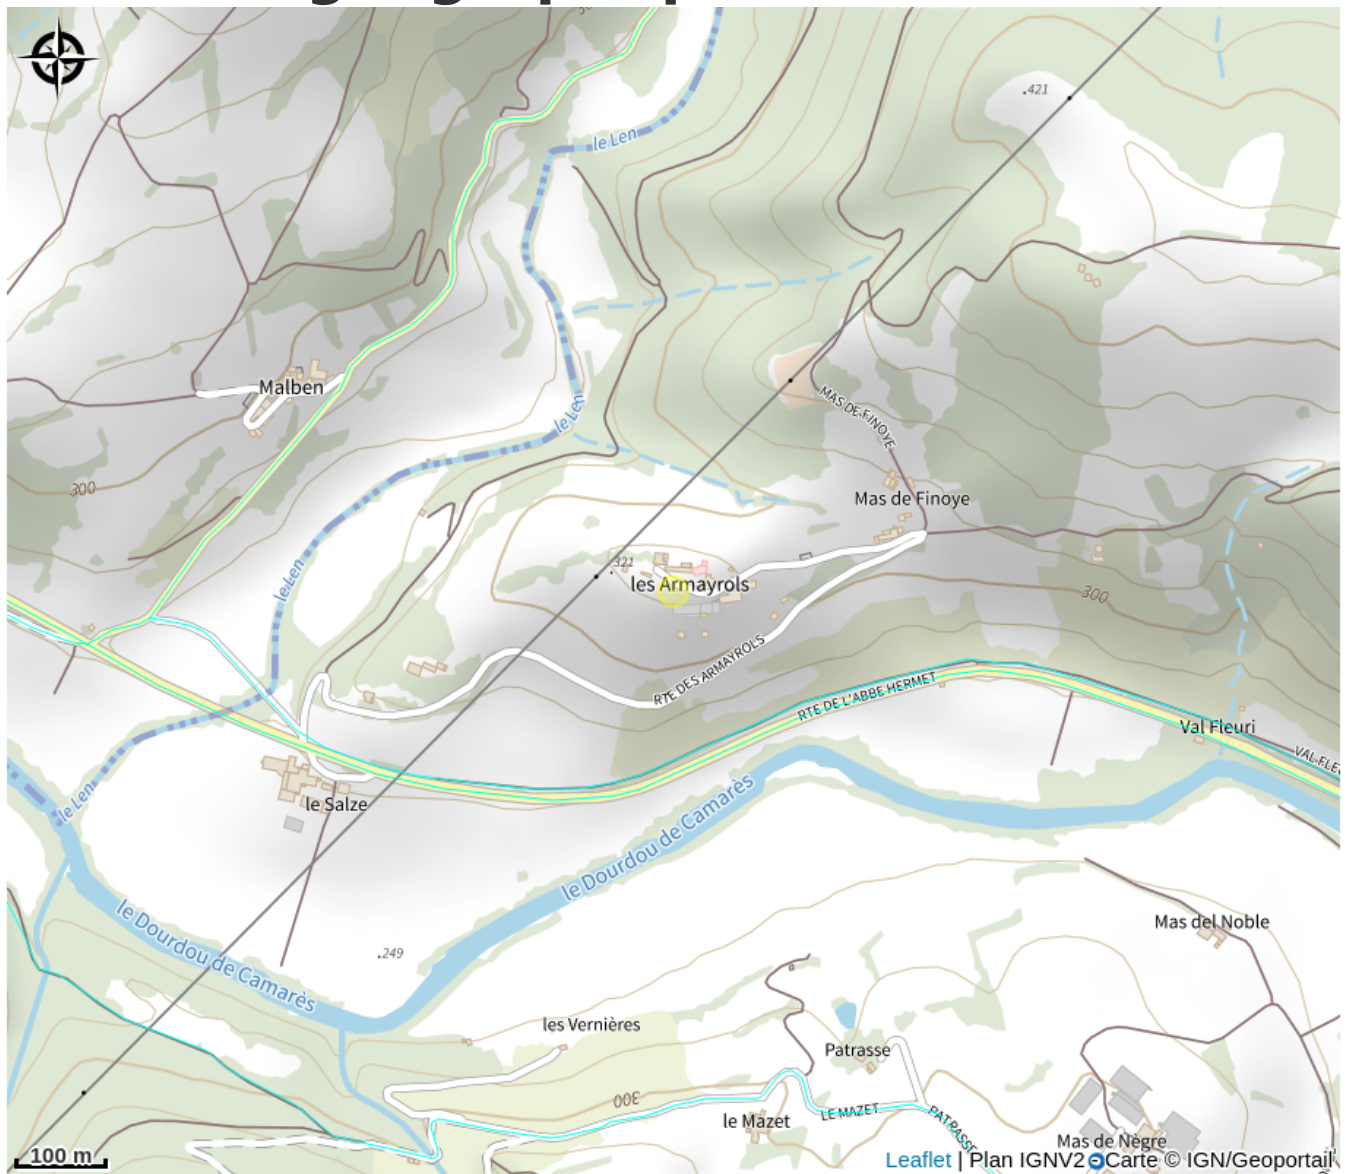 le Len
.421
Malben
le Len
MAS DE FINOYE
300
Mas de Finoye
.321
les Armayrols
le Len
300
RTE DES ARMAYROLS
RTE DE L'ABBE HERMET
Val Fleuri
VAL FLEU
le Len
le Salze
le Dourdou de Camarès
le Dourdou de Camarès
.249
Mas del Noble
les Vernières
Patrasse
300
le Mazet
LE MAZET
PATRASSE
Mas de Nègre
100 m
Leaflet | Plan IGNV2 Carte © IGN/Geoportail